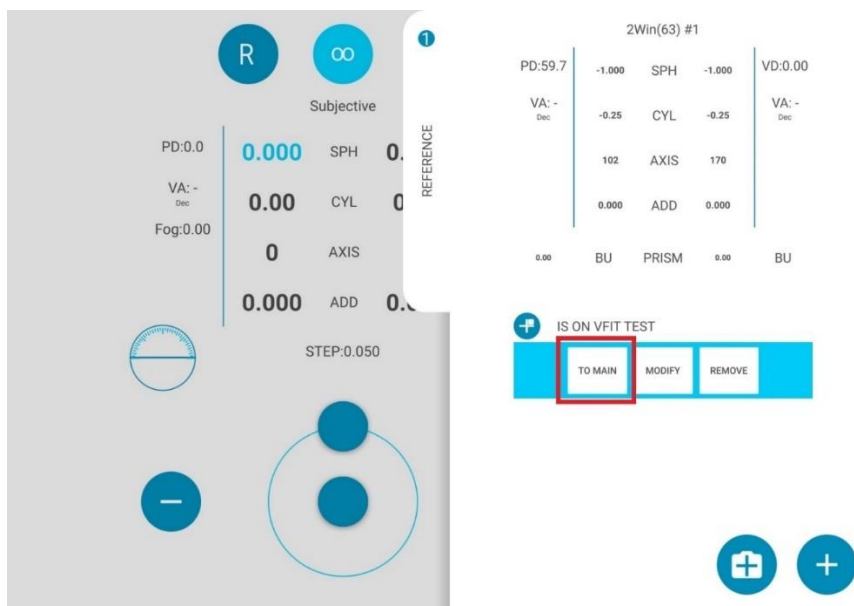 R
∞
Subjective
PD:0.0
0.000 SPH 0.
VA: -
Dec
0.00 CYL 0
Fog:0.00
0 AXIS
0.000 ADD 0.
STEP:0.050
−
1
REFERENCE
2Win(63) #1
PD:59.7 -1.000 SPH -1.000 VD:0.00
VA: - -0.25 CYL -0.25 VA: -
Dec Dec
102 AXIS 170
0.000 ADD 0.000
0.00 BU PRISM 0.00 BU
IS ON VFIT TEST
TO MAIN MODIFY REMOVE
+